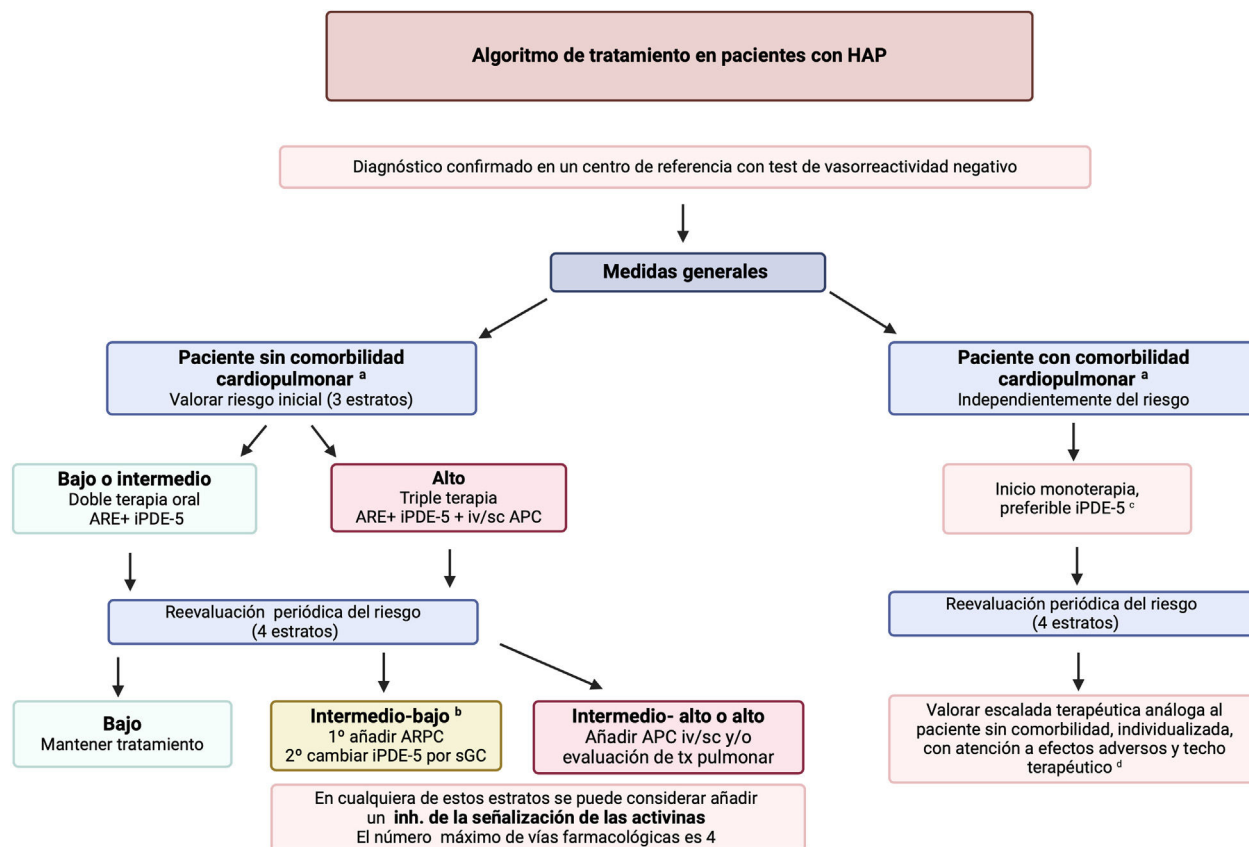 Algoritmo de tratamiento en pacientes con HAP
Diagnóstico confirmado en un centro de referencia con test de vasorreactividad negativo
Medidas generales
Paciente sin comorbilidad
cardiopulmonar a
Valorar riesgo inicial (3 estratos)
Paciente con comorbilidad
cardiopulmonar a
Independientemente del riesgo
Bajo o intermedio
Doble terapia oral
ARE+ iPDE-5
Alto
Triple terapia
ARE+ iPDE-5 + iv/sc APC
Inicio monoterapia,
preferible iPDE-5 c
Reevaluación periódica del riesgo
(4 estratos)
Reevaluación periódica del riesgo
(4 estratos)
Bajo
Mantener tratamiento
Intermedio-bajo b
1º añadir ARPC
2º cambiar iPDE-5 por sGC
Intermedio- alto o alto
Añadir APC iv/sc y/o
evaluación de tx pulmonar
Valorar escalada terapéutica análoga al
paciente sin comorbilidad, individualizada,
con atención a efectos adversos y techo
terapéutico d
En cualquiera de estos estratos se puede considerar añadir
un inh. de la señalización de las activinas
El número máximo de vías farmacológicas es 4